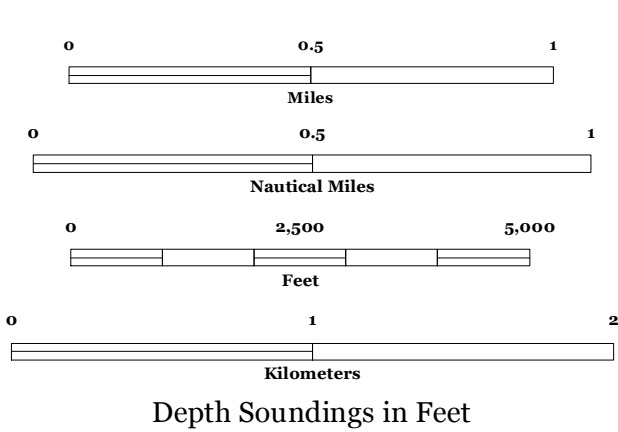 0 0.5 1
Miles
0 0.5 1
Nautical Miles
0 2,500 5,000
Feet
0 1 2
Kilometers
Depth Soundings in Feet